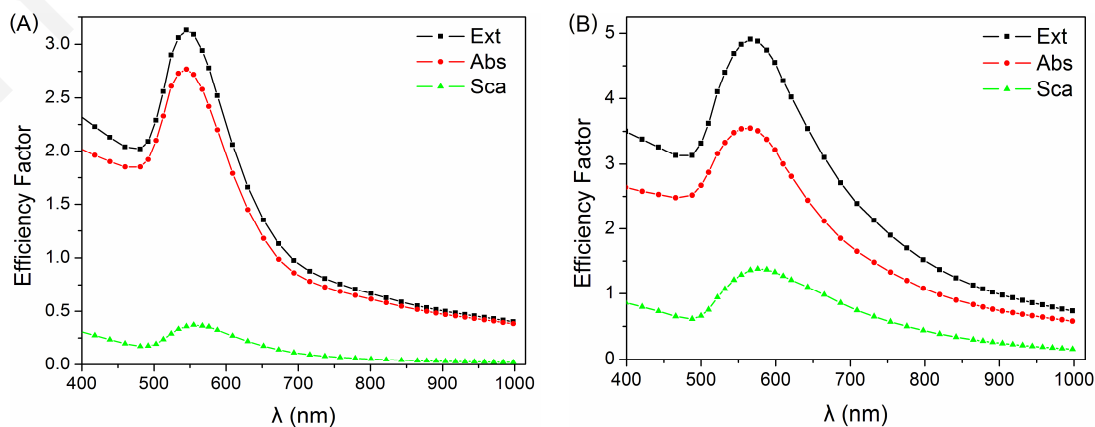 (A)
Ext
Abs
Sca
Efficiency Factor
3.0
2.5
2.0
1.5
1.0
0.5
0.0
400 500 600 700 800 900 1000
λ (nm)
(B)
Ext
Abs
Sca
Efficiency Factor
5
4
3
2
1
0
400 500 600 700 800 900 1000
λ (nm)